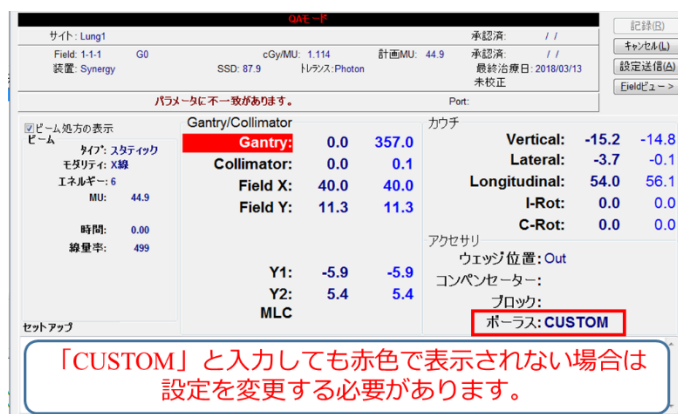 QAモード
サイト: Lung1
承認済: / /
記録(R)
Field: 1-1-1 G0 cGy/MU: 1.114 計画MU: 44.9 承認済: / /
キャンセル(L)
装置: Synergy SSD: 87.9 トレランス: Photon 最終治療日: 2018/03/13
設定送信(A)
未校正
Fieldビュー >
パラメータに不一致があります。 Port:
ビーム処方の表示
ビーム
タイプ: スタティック
モダリティ: X線
エネルギー: 6
MU: 44.9
時間: 0.00
線量率: 499
セットアップ
Gantry/Collimator
Gantry: 0.0 357.0
Collimator: 0.0 0.1
Field X: 40.0 40.0
Field Y: 11.3 11.3
Y1: -5.9 -5.9
Y2: 5.4 5.4
MLC
カウチ
Vertical: -15.2 -14.8
Lateral: -3.7 -0.1
Longitudinal: 54.0 56.1
I-Rot: 0.0 0.0
C-Rot: 0.0 0.0
アクセサリ
ウェッジ位置: Out
コンペンセーター:
ブロック:
ボーラス: CUSTOM
「CUSTOM」と入力しても赤色で表示されない場合は
設定を変更する必要があります。